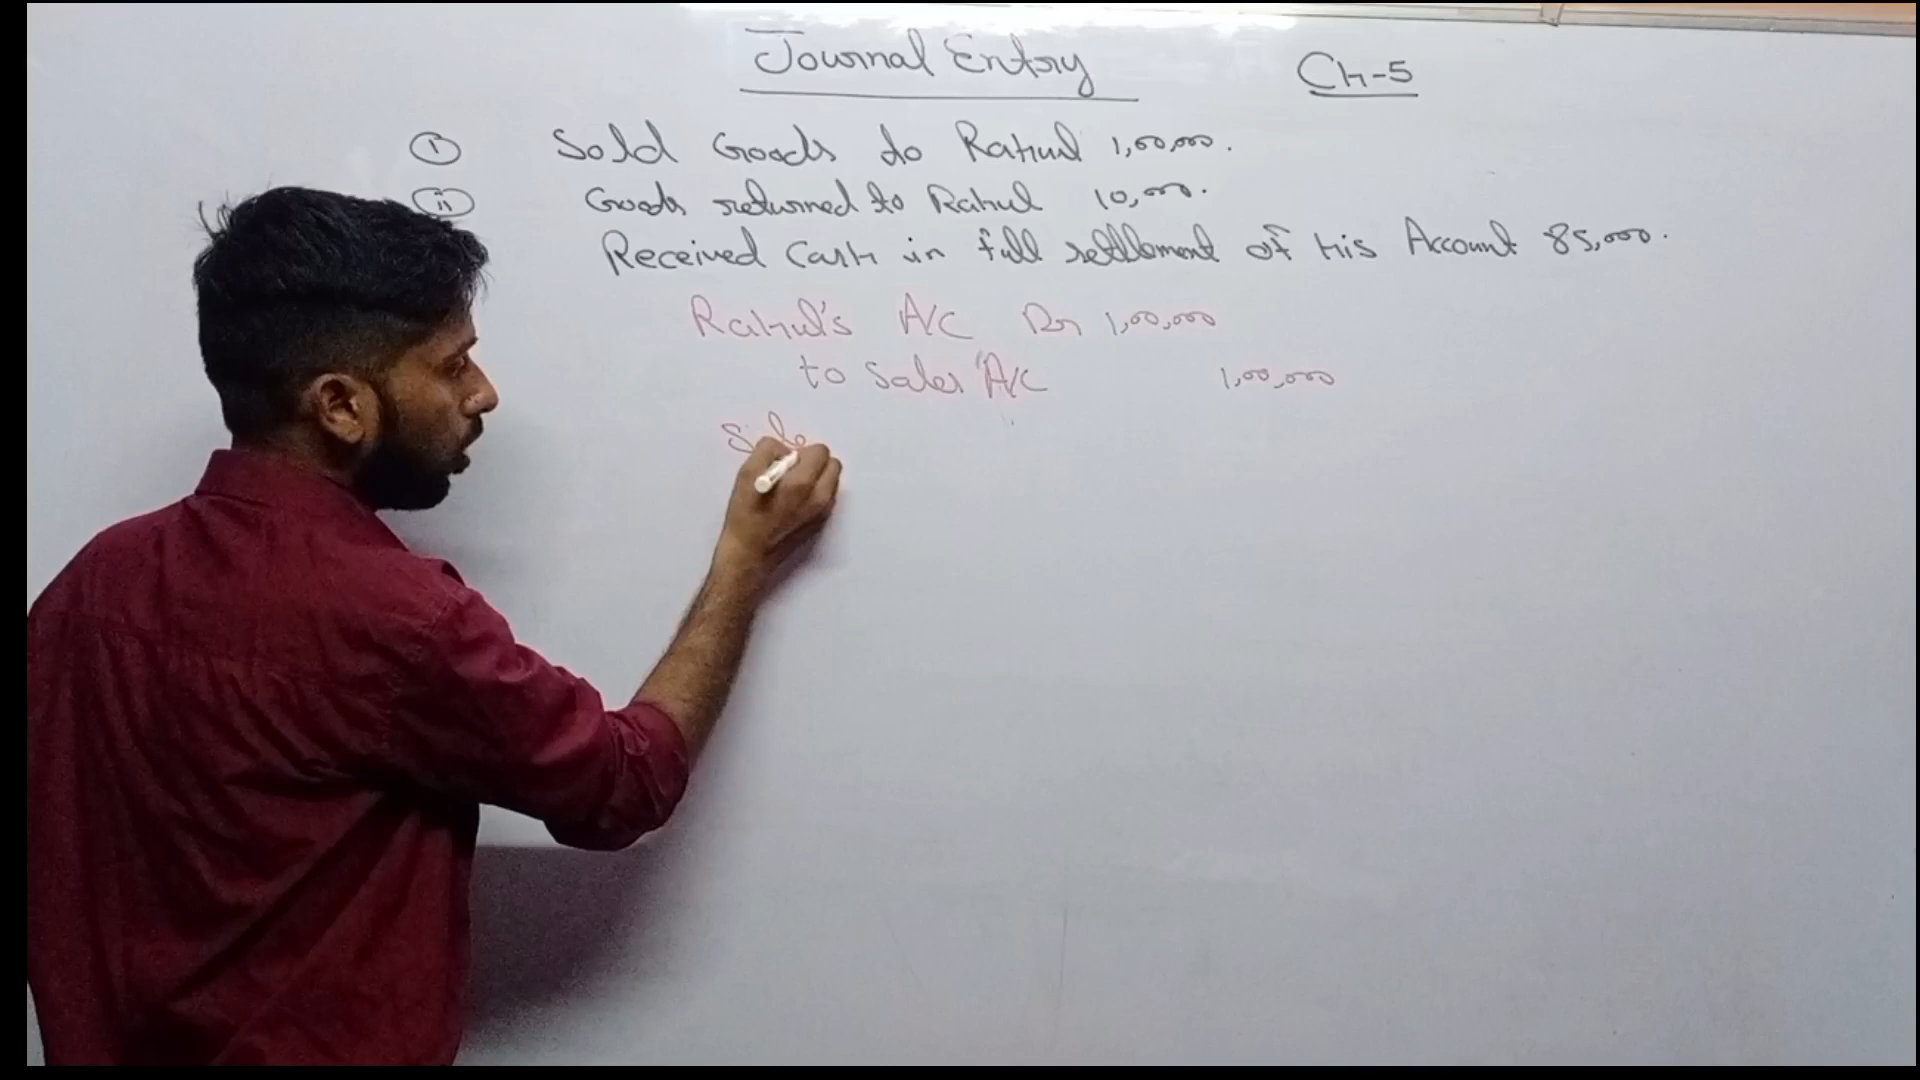 Journal Entry Ch-5
(i) Sold Goods to Rahul 1,00,000.
(ii) Goods returned to Rahul 10,000.
Received Cash in full settlement of His Account 85,000.
Rahul's A/C Dr 1,00,000
to Sales A/C 1,00,000
Sale